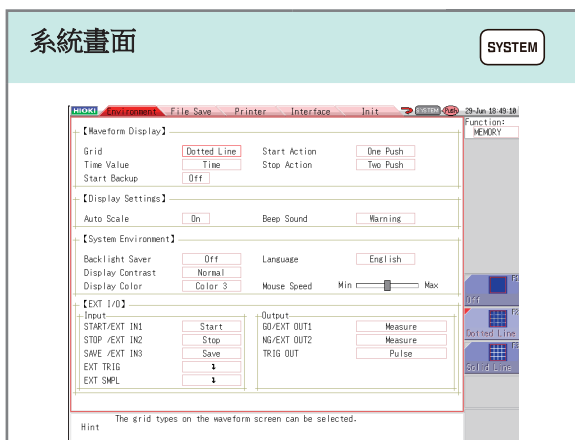 系統畫面
SYSTEM
HIOKI Environment File Save Printer Interface Init SYSTEM Push 29-Jun 18:49:10
Function:
MEMORY
【Waveform Display】
Grid Dotted Line Start Action One Push
Time Value Time Stop Action Two Push
Start Backup Off
【Display Settings】
Auto Scale On Beep Sound Warning
【System Environment】
Backlight Saver Off Language English
Display Contrast Normal
Display Color Color 3 Mouse Speed Min Max
【EXT I/O】
Input Output
START/EXT IN1 Start GO/EXT OUT1 Measure
STOP /EXT IN2 Stop NG/EXT OUT2 Measure
SAVE /EXT IN3 Save TRIG OUT Pulse
EXT TRIG
EXT SMPL
F1
Off
F2
Dotted Line
F3
Solid Line
The grid types on the waveform screen can be selected.
Hint